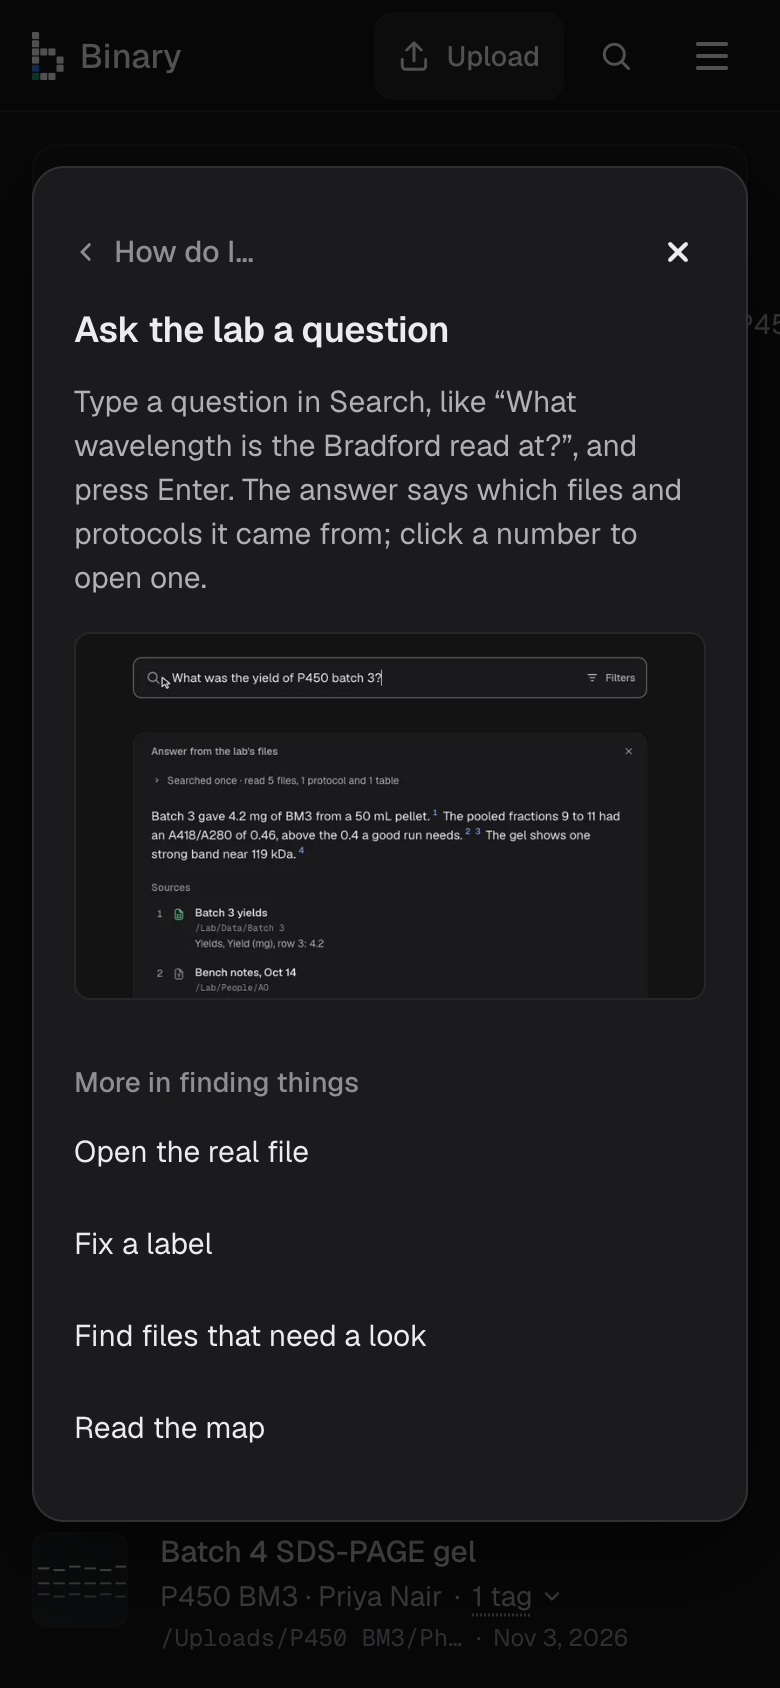 Binary
Upload
How do I...
P45
Ask the lab a question
Type a question in Search, like “What
wavelength is the Bradford read at?”, and
press Enter. The answer says which files and
protocols it came from; click a number to
open one.
What was the yield of P450 batch 3?
Filters
Answer from the lab's files
Searched once · read 5 files, 1 protocol and 1 table
Batch 3 gave 4.2 mg of BM3 from a 50 mL pellet. 1 The pooled fractions 9 to 11 had
an A418/A280 of 0.46, above the 0.4 a good run needs. 2 3 The gel shows one
strong band near 119 kDa. 4
Sources
1 Batch 3 yields
/Lab/Data/Batch 3
Yields, Yield (mg), row 3: 4.2
2 Bench notes, Oct 14
/Lab/People/AO
More in finding things
Open the real file
Fix a label
Find files that need a look
Read the map
Batch 4 SDS-PAGE gel
P450 BM3 · Priya Nair · 1 tag
/Uploads/P450 BM3/Ph… · Nov 3, 2026